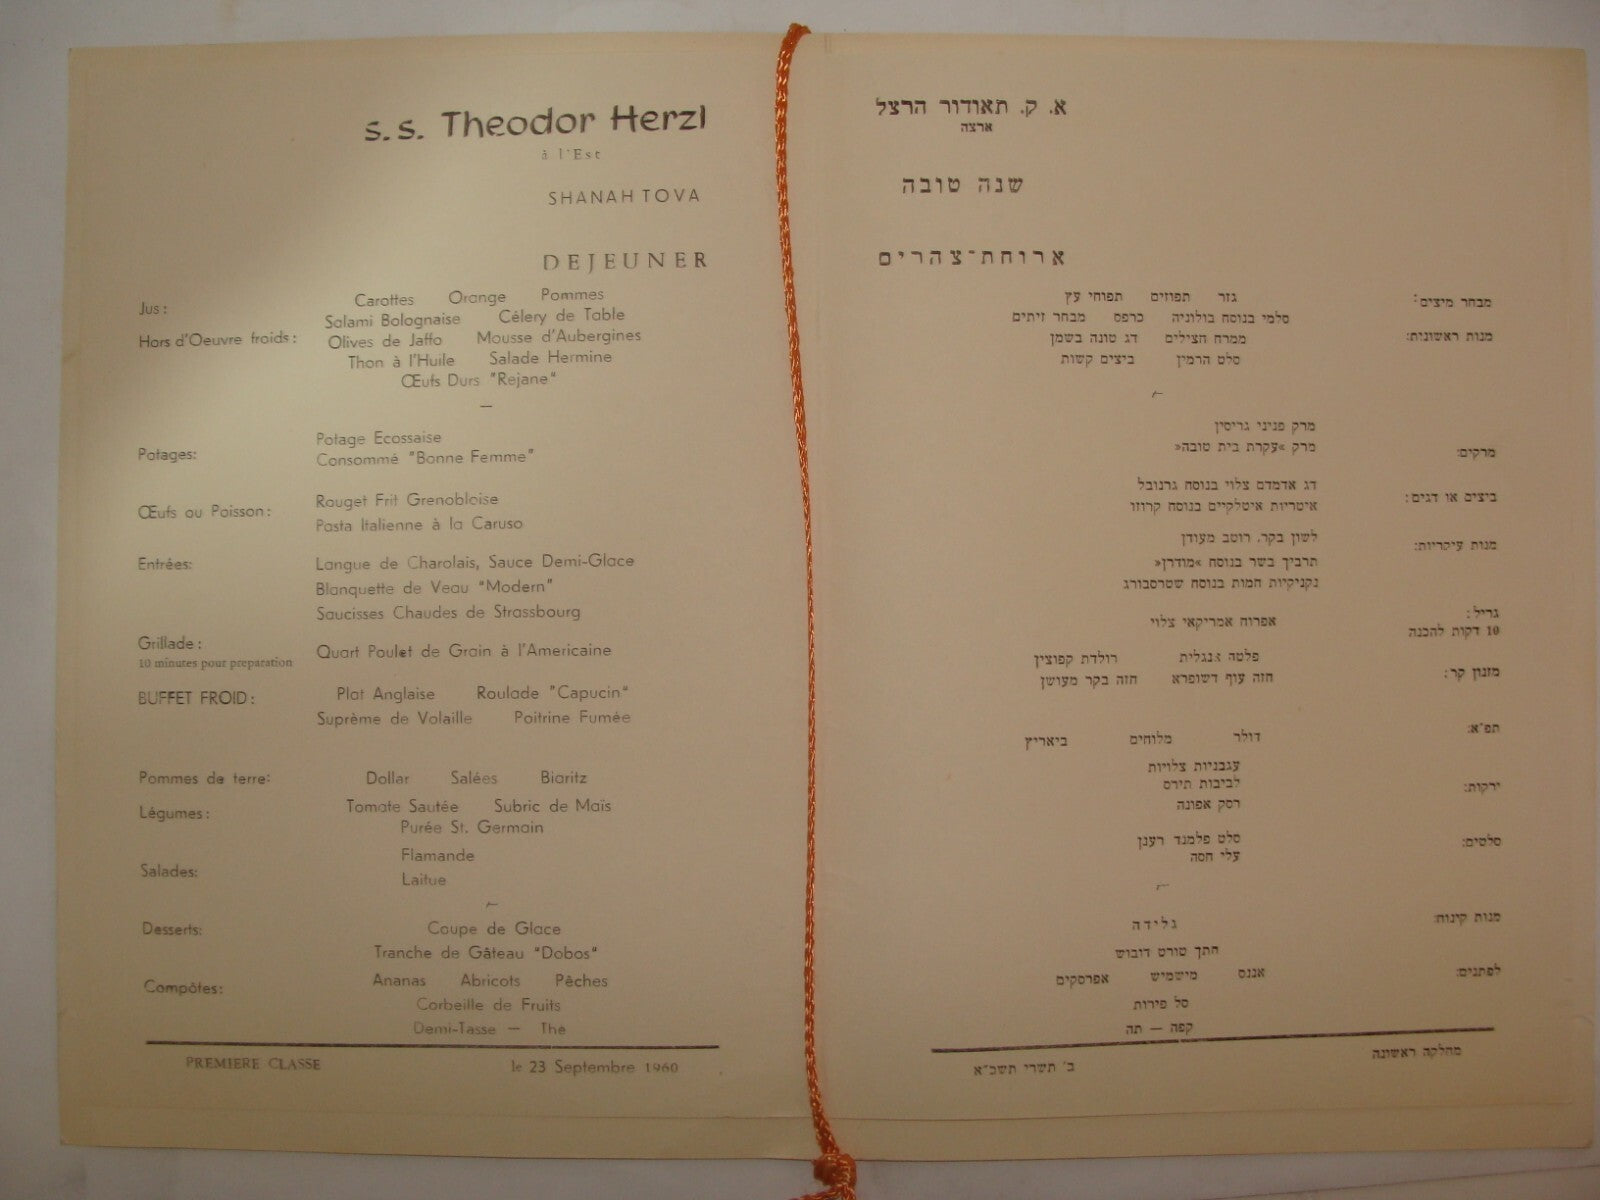 s. s. Theodor Herzl
à l'Est
SHANAH TOVA
DEJEUNER
Jus: Carottes Orange Pommes
Hors d'Oeuvre froids: Salami Bolognaise Célery de Table
Olives de Jaffa Mousse d'Aubergines
Thon à l'Huile Salade Hermine
Œufs Durs "Rejane"
—
Potages: Potage Ecossaise
Consommé "Bonne Femme"
Œufs ou Poisson: Rouget Frit Grenobloise
Pasta Italienne à la Caruso
Entrées: Langue de Charolais, Sauce Demi-Glace
Blanquette de Veau "Modern"
Saucisses Chaudes de Strassbourg
Grillade:
10 minutes pour preparation Quart Poulet de Grain à l'Americaine
BUFFET FROID: Plat Anglaise Roulade "Capucin"
Suprème de Volaille Poitrine Fumée
Pommes de terre: Dollar Salées Biaritz
Légumes: Tomate Sautée Subric de Maïs
Purée St. Germain
Salades: Flamande
Laitue
Desserts: Coupe de Glace
Tranche de Gâteau "Dobos"
Compôtes: Ananas Abricots Pêches
Corbeille de Fruits
Demi-Tasse — Thé
PREMIERE CLASSE le 23 Septembre 1960
א. ק. תאודור הרצל
ארצה
שנה טובה
ארוחת־צהרים
מבחר מיצים: גזר תפוזים תפוחי עץ
מנות ראשונות: סלמי בנוסח בולוניה כרפס מבחר זיתים
ממרח חצילים דג טונה בשמן
סלט הרמין ביצים קשות
מרקים: מרק פניני גריסין
מרק »עקרת בית טובה«
ביצים או דגים: דג אדמדם צלוי בנוסח גרנובל
איטריות איטלקיים בנוסח קרוזו
מנות עיקריות: לשון בקר, רוטב מעודן
תרביך בשר בנוסח »מודרן«
נקניקיות חמות בנוסח שטרסבורג
גריל:
10 דקות להכנה אפרוח אמריקאי צלוי
מזנון קר: פלטה אנגלית רולדת קפוצין
חזה עוף דשופרא חזה בקר מעושן
תפ"א: דולר מלוחים ביאריץ
ירקות: עגבניות צלויות
לביבות תירס
רסק אפונה
סלטים: סלט פלמנד רענן
עלי חסה
מנות קינוח: גלידה
חתך טורט דובוש
לפתנים: אננס מישמיש אפרסקים
סל פירות
קפה — תה
מחלקה ראשונה ב' תשרי תשכ"א